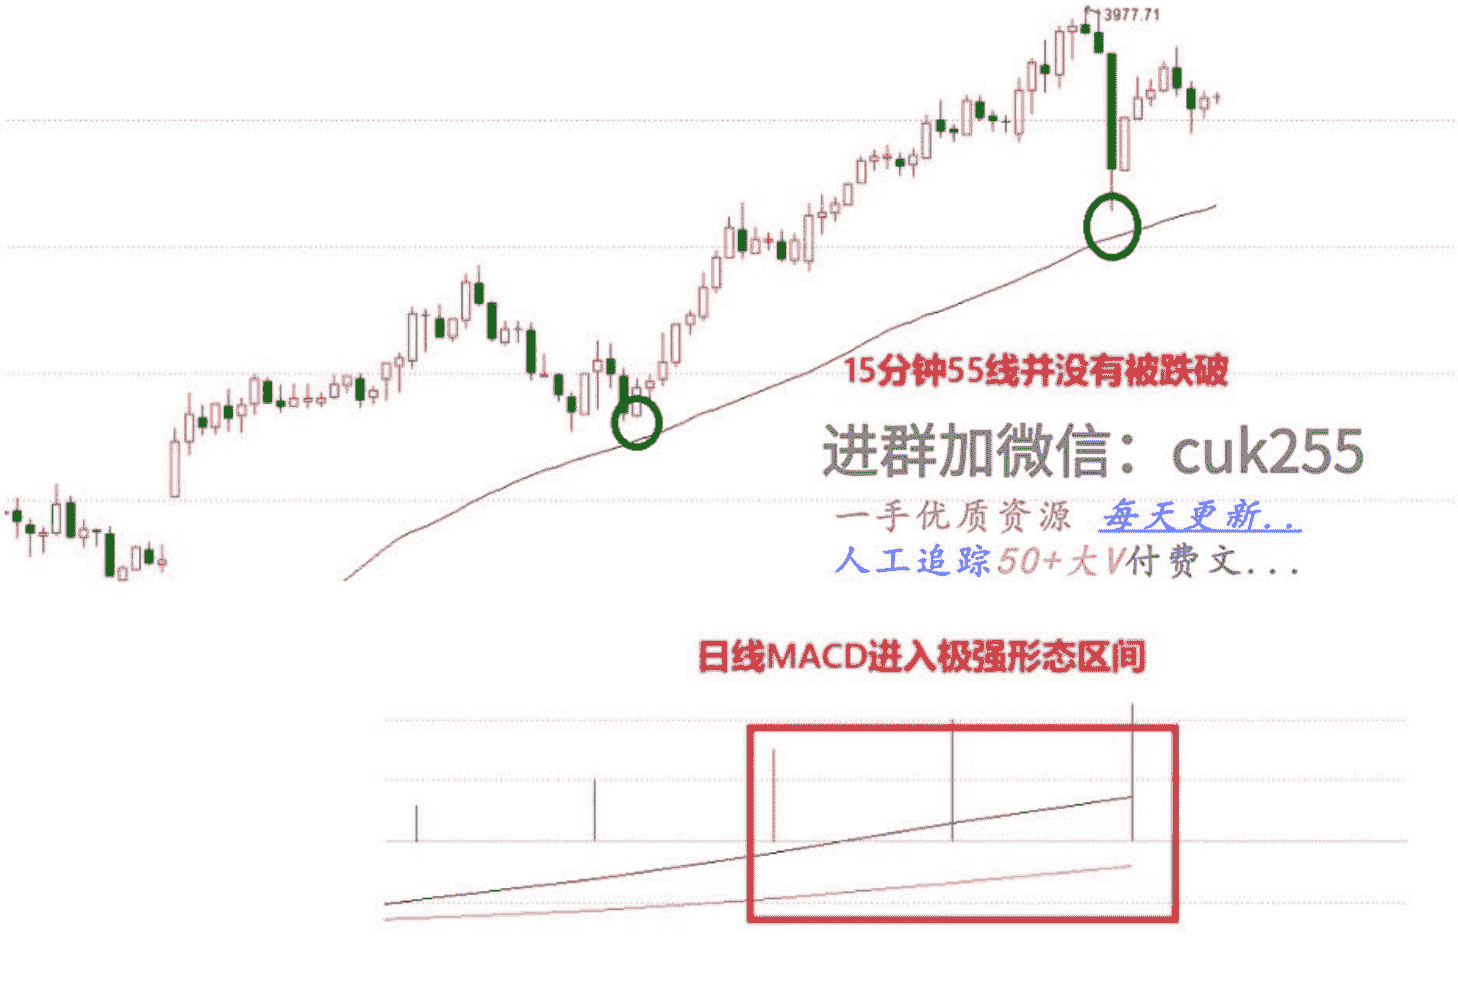 3977.71
15分钟55线并没有被跌破
进群加微信：cuk255
一手优质资源 每天更新..
人工追踪50+大V付费文...
日线MACD进入极强形态区间